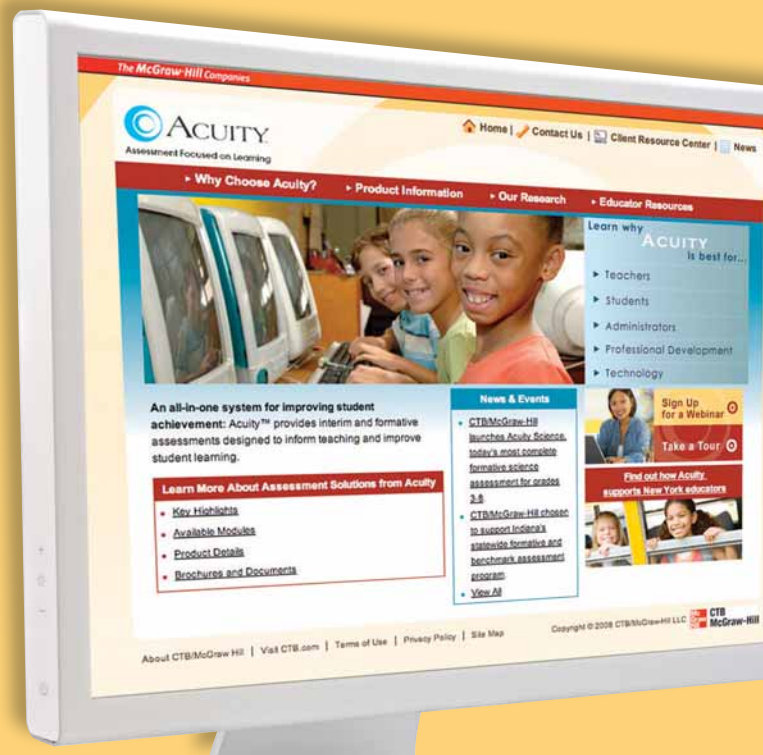 The McGraw-Hill Companies
ACUITY™
Assessment Focused on Learning
Home | Contact Us | Client Resource Center | News
Why Choose Acuity?
Product Information
Our Research
Educator Resources
Learn why
ACUITY
is best for...
Teachers
Students
Administrators
Professional Development
Technology
An all-in-one system for improving student
achievement: Acuity™ provides interim and formative
assessments designed to inform teaching and improve
student learning.
Learn More About Assessment Solutions from Acuity
Key Highlights
Available Modules
Product Details
Brochures and Documents
News & Events
CTB/McGraw-Hill
launches Acuity Science,
today's most complete
formative science
assessment for grades
3-8
CTB/McGraw-Hill chosen
to support Indiana's
statewide formative and
benchmark assessment
program.
View All
Sign Up
for a Webinar
Take a Tour
Find out how Acuity
supports New York educators
About CTB/McGraw Hill | Visit CTB.com | Terms of Use | Privacy Policy | Site Map
Copyright © 2008 CTB/McGraw-Hill LLC
CTB
McGraw-Hill